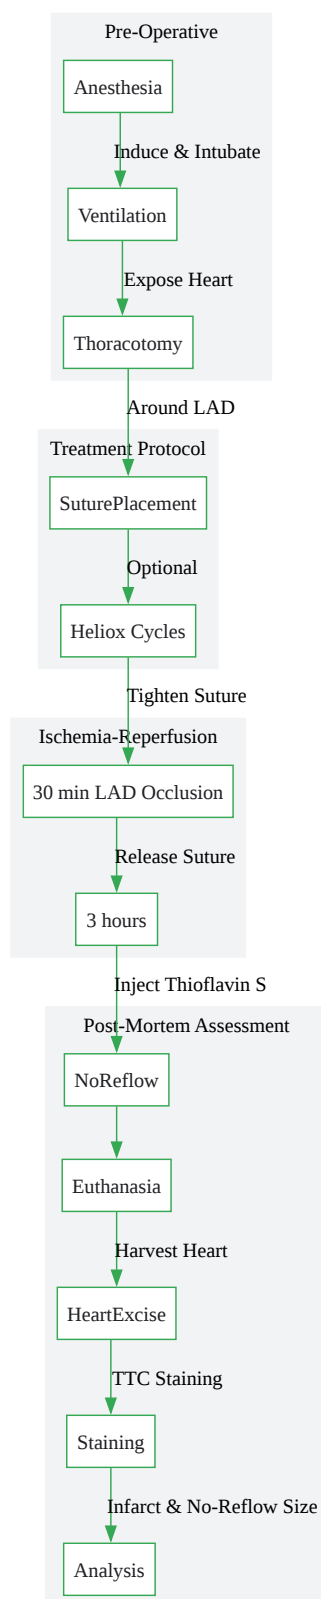 Pre-Operative
Anesthesia
Induce & Intubate
Ventilation
Expose Heart
Thoracotomy
Around LAD
Treatment Protocol
SuturePlacement
Optional
Heliox Cycles
Tighten Suture
Ischemia-Reperfusion
30 min LAD Occlusion
Release Suture
3 hours
Inject Thioflavin S
Post-Mortem Assessment
NoReflow
Euthanasia
Harvest Heart
HeartExcise
TTC Staining
Staining
Infarct & No-Reflow Size
Analysis